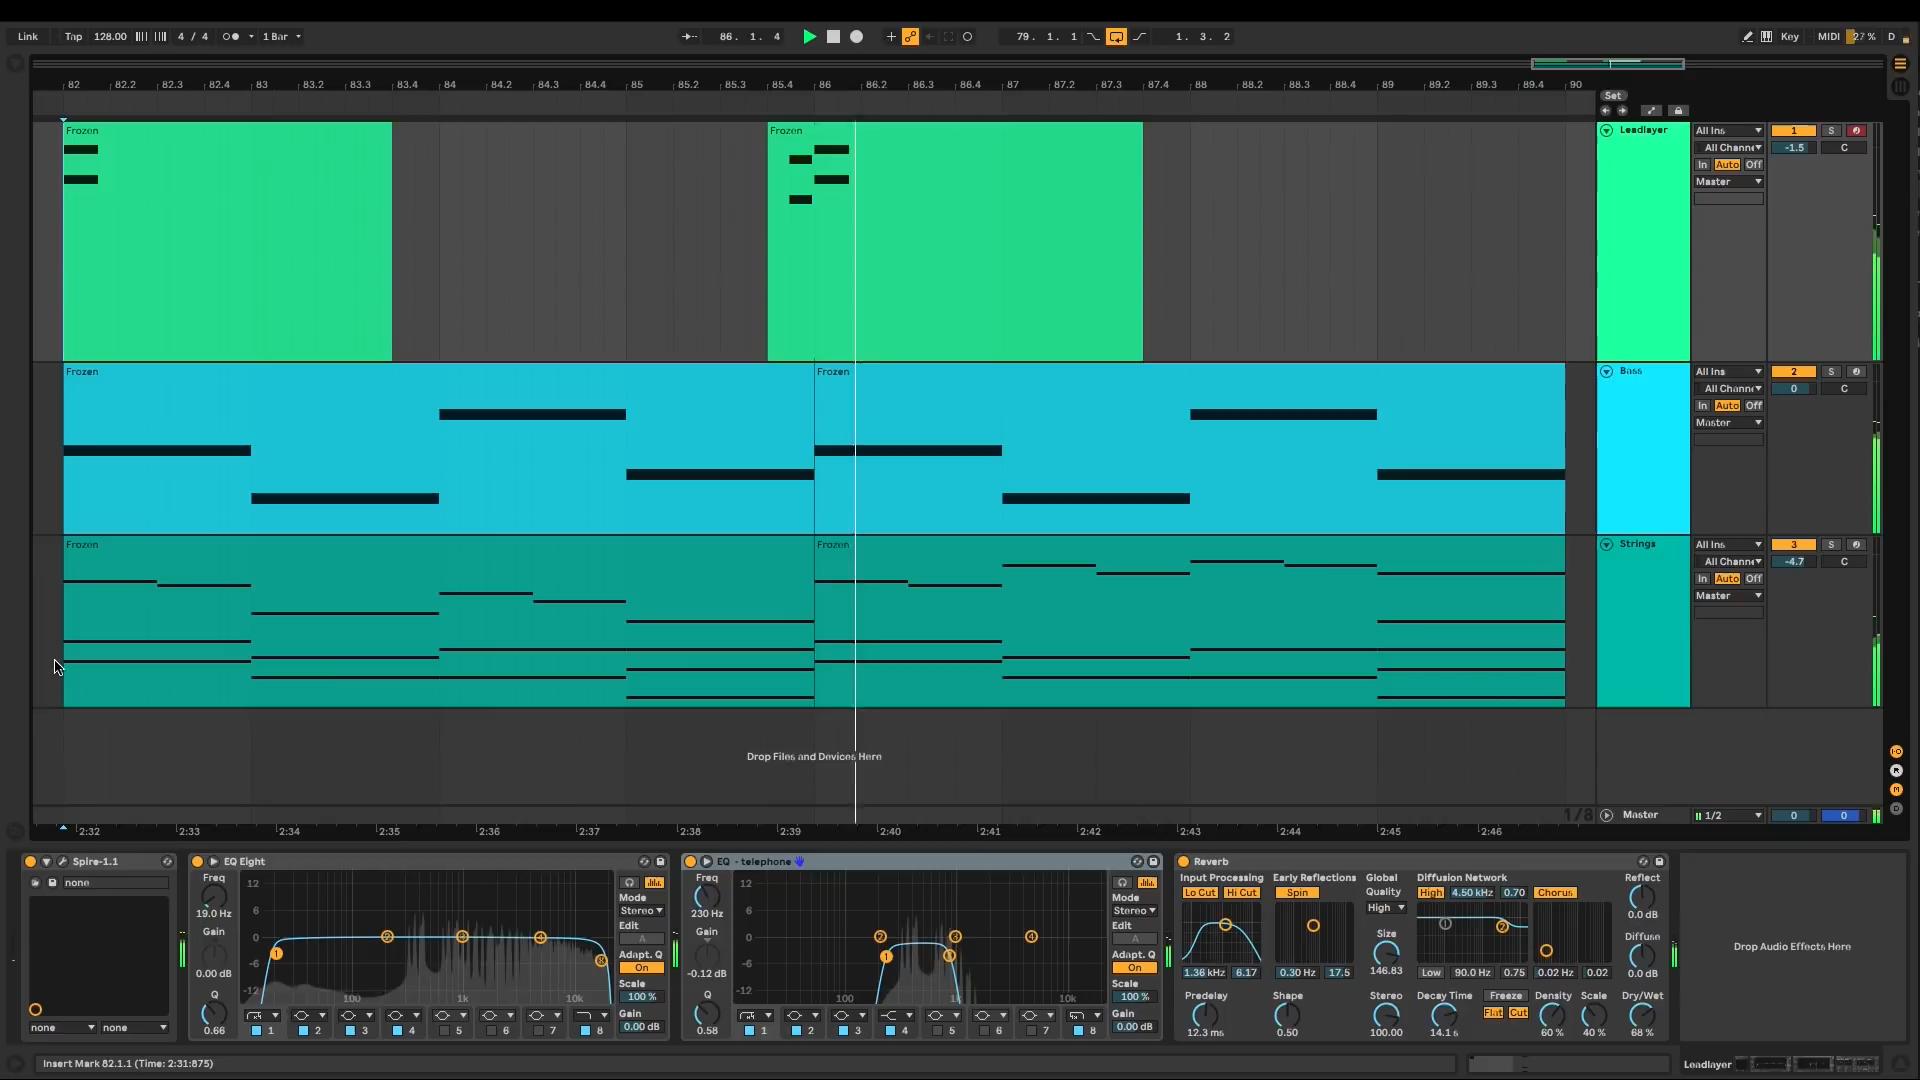 Link Tap 128.00 4 / 4 1 Bar 86. 1. 4 79. 1. 1 1. 3. 2 Key MIDI 27 % D
82 82.2 82.3 82.4 83 83.2 83.3 83.4 84 84.2 84.3 84.4 85 85.2 85.3 85.4 86 86.2 86.3 86.4 87 87.2 87.3 87.4 88 88.2 88.3 88.4 89 89.2 89.3 89.4 90
Set
Frozen Frozen Leadlayer All Ins 1 S
All Channe -1.5 C
In Auto Off
Master
Frozen Frozen Bass All Ins 2 S
All Channe 0 C
In Auto Off
Master
Frozen Frozen Strings All Ins 3 S
All Channe -4.7 C
In Auto Off
Master
Drop Files and Devices Here
1/8 Master 1/2 0 0
2:32 2:33 2:34 2:35 2:36 2:37 2:38 2:39 2:40 2:41 2:42 2:43 2:44 2:45 2:46
Spire-1.1
none
none none
EQ Eight
Freq
19.0 Hz
Gain
0.00 dB
Q
0.66
12
6
0
-6
-12
100 1k 10k
1 2 3 4 5 6 7 8
Mode
Stereo
Edit
A
Adapt. Q
On
Scale
100 %
Gain
0.00 dB
EQ - telephone
Freq
230 Hz
Gain
-0.12 dB
Q
0.58
12
6
0
-6
-12
100 1k 10k
1 2 3 4 5 6 7 8
Mode
Stereo
Edit
A
Adapt. Q
On
Scale
100 %
Gain
0.00 dB
Reverb
Input Processing Early Reflections Global Diffusion Network Reflect
Lo Cut Hi Cut Spin Quality High 4.50 kHz 0.70 Chorus
High 0.0 dB
Size Diffuse
146.83 0.0 dB
1.36 kHz 6.17 0.30 Hz 17.5 Low 90.0 Hz 0.75 0.02 Hz 0.02
Predelay Shape Stereo Decay Time Freeze Density Scale Dry/Wet
Flat Cut
12.3 ms 0.50 100.00 14.1 s 60 % 40 % 68 %
Drop Audio Effects Here
Insert Mark 82.1.1 (Time: 2:31:875) Leadlayer